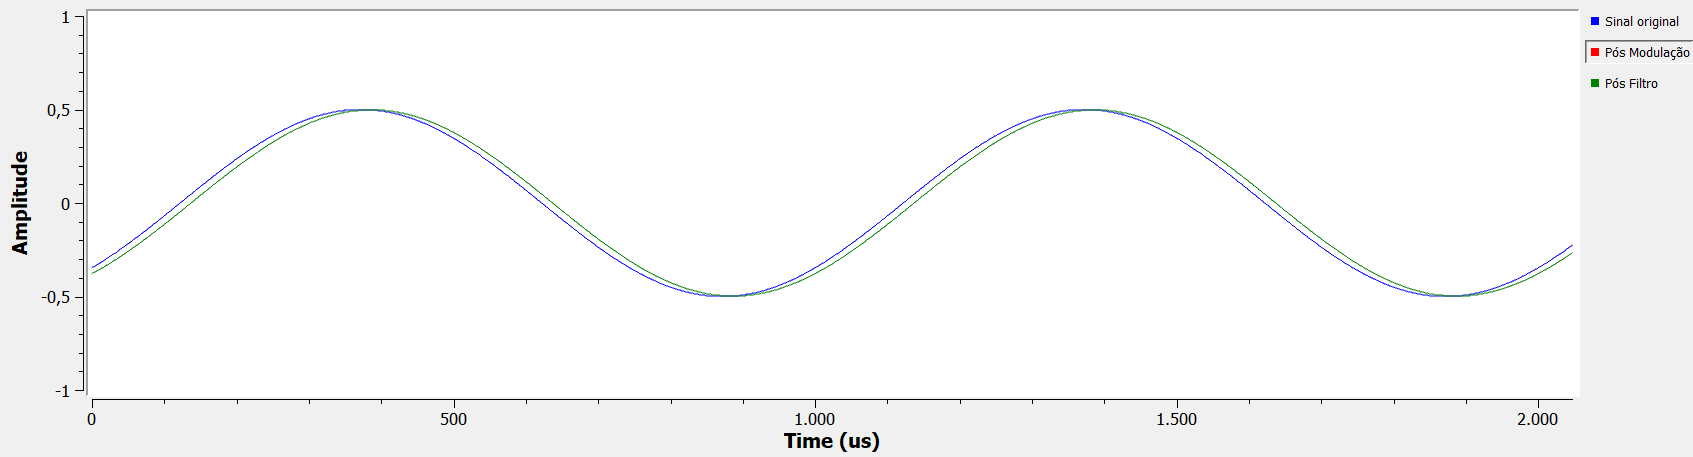 Sinal original
Pós Modulação
Pós Filtro
Amplitude
1
0,5
0
-0,5
-1
0 500 1.000 1.500 2.000
Time (us)